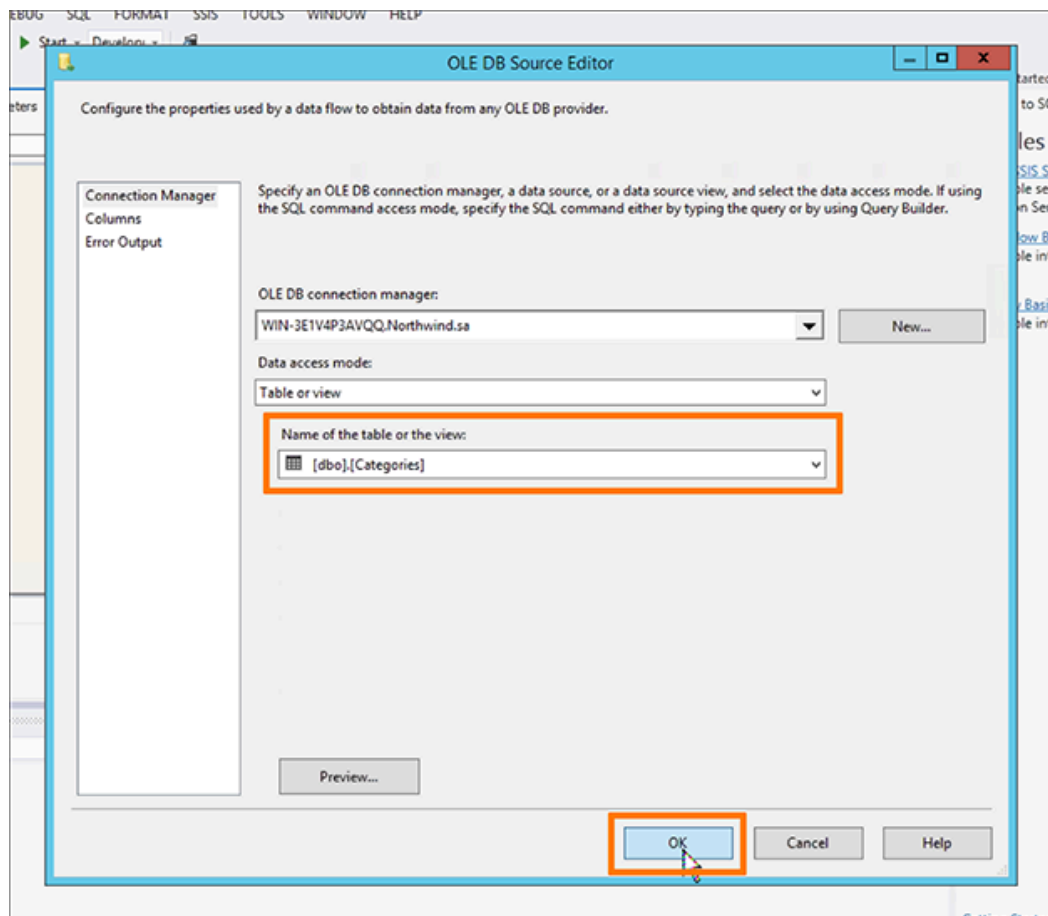 SQL FORMAT SSIS TOOLS WINDOW HELP
Start
OLE DB Source Editor
Configure the properties used by a data flow to obtain data from any OLE DB provider.
Connection Manager
Columns
Error Output
Specify an OLE DB connection manager, a data source, or a data source view, and select the data access mode. If using
the SQL command access mode, specify the SQL command either by typing the query or by using Query Builder.
OLE DB connection manager:
WIN-3E1V4P3AVQQ.Northwind.sa
New...
Data access mode:
Table or view
Name of the table or the view:
[dbo].[Categories]
Preview...
OK
Cancel
Help